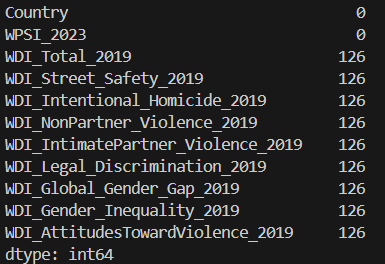 Country 0
WPSI_2023 0
WDI_Total_2019 126
WDI_Street_Safety_2019 126
WDI_Intentional_Homicide_2019 126
WDI_NonPartner_Violence_2019 126
WDI_IntimatePartner_Violence_2019 126
WDI_Legal_Discrimination_2019 126
WDI_Global_Gender_Gap_2019 126
WDI_Gender_Inequality_2019 126
WDI_AttitudesTowardViolence_2019 126
dtype: int64